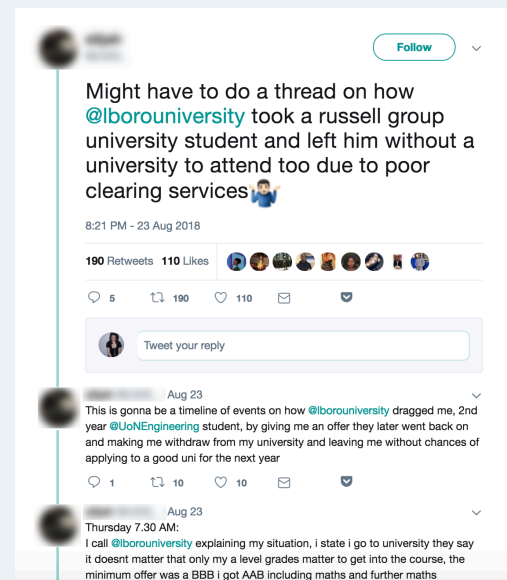 Follow
Might have to do a thread on how
@lborouniversity took a russell group
university student and left him without a
university to attend too due to poor
clearing services🤷🏻‍♂️
8:21 PM - 23 Aug 2018
190 Retweets 110 Likes
5 190 110
Tweet your reply
Aug 23
This is gonna be a timeline of events on how @lborouniversity dragged me, 2nd
year @UoNEngineering student, by giving me an offer they later went back on
and making me withdraw from my university and leaving me without chances of
applying to a good uni for the next year
1 10 10
Aug 23
Thursday 7.30 AM:
I call @lborouniversity explaining my situation, i state i go to university they say
it doesnt matter that only my a level grades matter to get into the course, the
minimum offer was a BBB i got AAB including maths and further maths